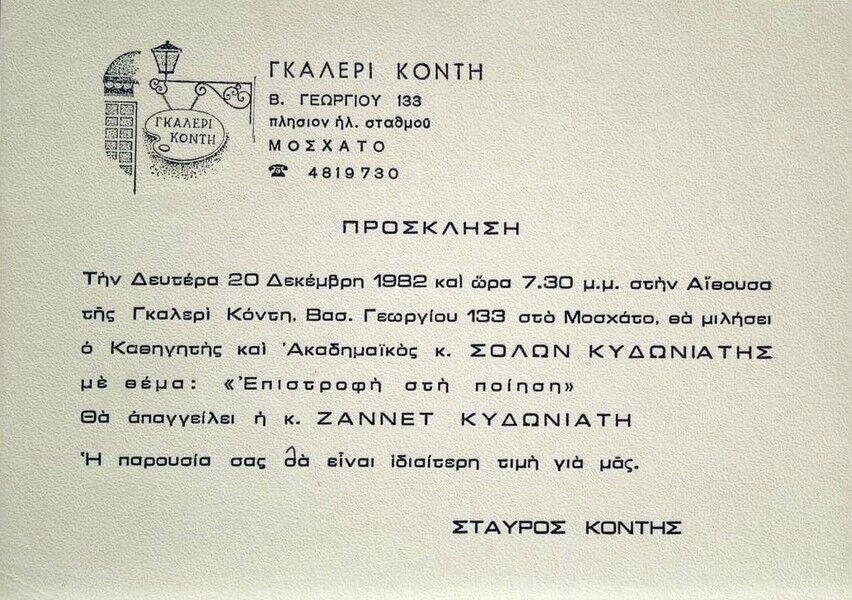 ΓΚΑΛΕΡΙ
ΚΟΝΤΗ
ΓΚΑΛΕΡΙ ΚΟΝΤΗ
Β. ΓΕΩΡΓΙΟΥ 133
πλησιον ήλ. σταθμού
ΜΟΣΧΑΤΟ
☎ 4819730
ΠΡΟΣΚΛΗΣΗ
Τὴν Δευτέρα 20 Δεκέμβρη 1982 καὶ ὥρα 7.30 μ.μ. στὴν Αἴθουσα
τῆς Γκαλερὶ Κόντη, Βασ. Γεωργίου 133 στὸ Μοσχάτο, θὰ μιλήσει
ὁ Καθηγητὴς καὶ Ἀκαδημαϊκὸς κ. ΣΟΛΩΝ ΚΥΔΩΝΙΑΤΗΣ
μὲ θέμα: «Ἐπιστροφὴ στὴ ποίηση»
Θὰ ἀπαγγείλει ἡ κ. ΖΑΝΝΕΤ ΚΥΔΩΝΙΑΤΗ
Ἡ παρουσία σας θὰ εἶναι ἰδιαίτερη τιμὴ γιὰ μᾶς.
ΣΤΑΥΡΟΣ ΚΟΝΤΗΣ